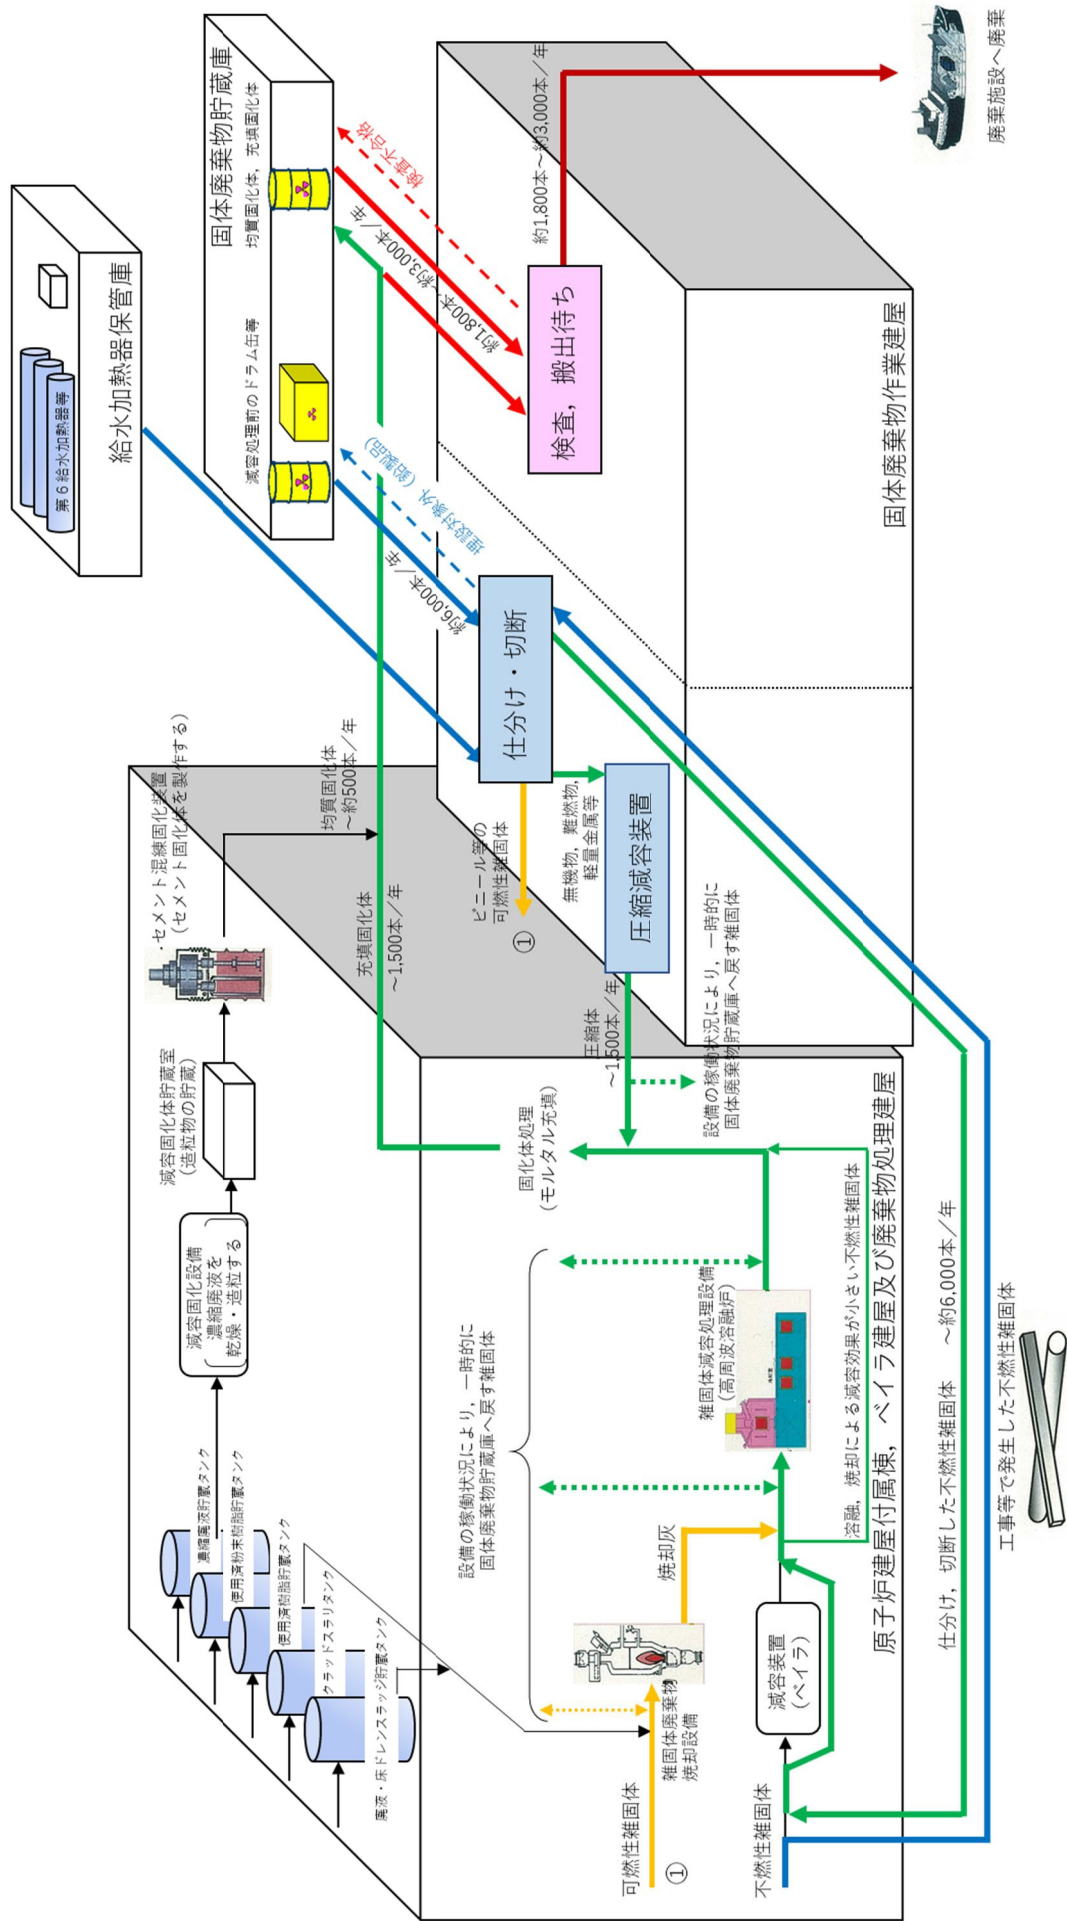 第６給水加熱器等
給水加熱器保管庫
固体廃棄物貯蔵庫
減容処理前のドラム缶等
均質固化体，充填固化体
濃縮廃液貯蔵タンク
使用済粉末樹脂貯蔵タンク
使用済樹脂貯蔵タンク
クラッドスラリタンク
廃液・床ドレンスラッジ貯蔵タンク
減容固化設備
濃縮廃液を
乾燥・造粒する
減容固化体貯蔵室
(造粒物の貯蔵)
・セメント混練固化装置
(セメント固化体を製作する)
均質固化体
～約500本／年
充填固化体
～1,500本／年
約6,000本／年
埋設対象外（鉛製品）
約1,800本～約3,000本／年
検査不合格
仕分け・切断
検査，搬出待ち
約1,800本～約3,000本／年
廃棄施設へ廃棄
ビニール等の
可燃性雑固体
①
無機物，難燃物，
軽量金属等
圧縮減容装置
圧縮体
～1,500本／年
設備の稼働状況により，一時的に
固体廃棄物貯蔵庫へ戻す雑固体
固体廃棄物作業建屋
設備の稼働状況により，一時的に
固体廃棄物貯蔵庫へ戻す雑固体
固化体処理
(モルタル充填)
可燃性雑固体
①
雑固体廃棄物
焼却設備
焼却灰
雑固体減容処理設備
(高周波溶融炉)
不燃性雑固体
減容装置
(ベイラ)
溶融，焼却による減容効果が小さい不燃性雑固体
原子炉建屋付属棟，ベイラ建屋及び廃棄物処理建屋
仕分け，切断した不燃性雑固体　～約6,000本／年
工事等で発生した不燃性雑固体